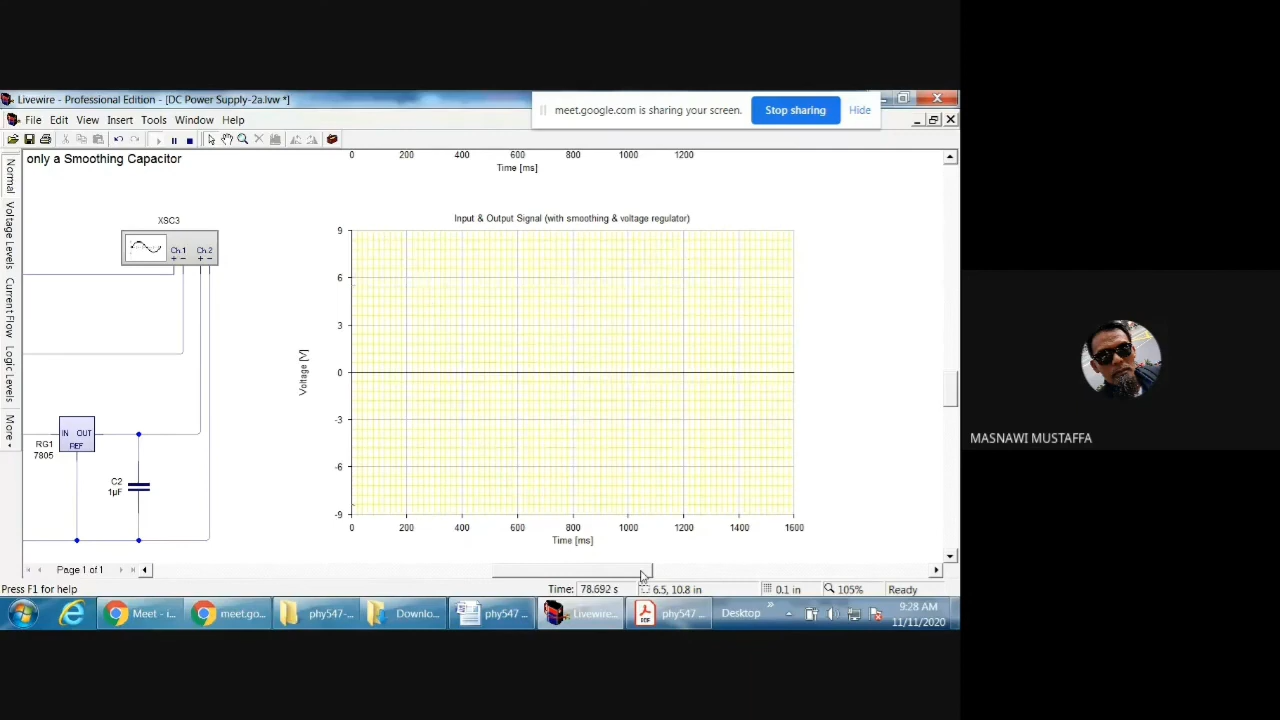 Livewire - Professional Edition - [DC Power Supply-2a.lvw *]
meet.google.com is sharing your screen.
Stop sharing
Hide
File Edit View Insert Tools Window Help
Normal
Voltage Levels
Current Flow
Logic Levels
More
only a Smoothing Capacitor
0 200 400 600 800 1000 1200
Time [ms]
XSC3
Ch 1 Ch 2
+ − + −
Input & Output Signal (with smoothing & voltage regulator)
9
6
3
0
-3
-6
-9
Voltage [V]
0 200 400 600 800 1000 1200 1400 1600
Time [ms]
IN OUT
REF
RG1
7805
C2
1µF
Page 1 of 1
Press F1 for help
Time: 78.692 s
6.5, 10.8 in
0.1 in
105%
Ready
Meet - i...
meet.go...
phy547-...
Downlo...
phy547 ...
Livewire...
phy547 ...
Desktop
9:28 AM
11/11/2020
MASNAWI MUSTAFFA